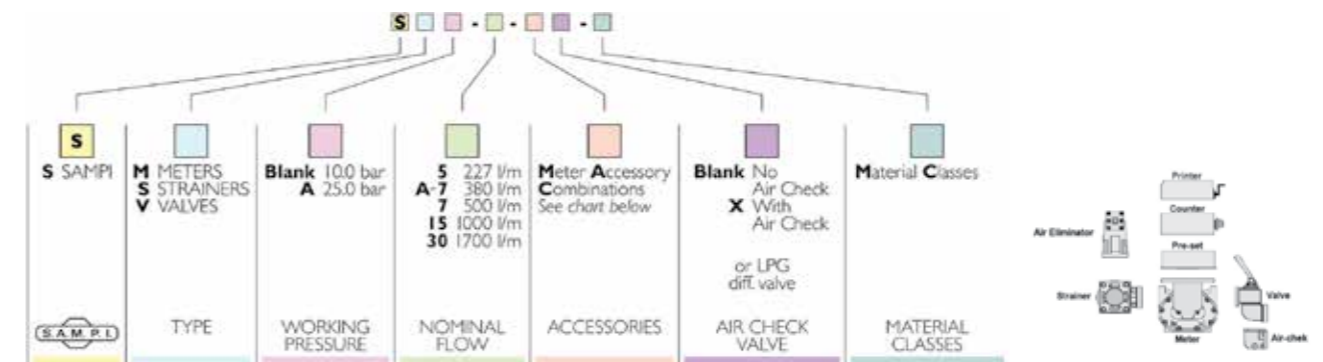 S - - -
S
S SAMPI
S.A.M.P.I.
M METERS
S STRAINERS
V VALVES
TYPE
Blank 10.0 bar
A 25.0 bar
WORKING
PRESSURE
5 227 l/m
A-7 380 l/m
7 500 l/m
15 1000 l/m
30 1700 l/m
NOMINAL
FLOW
Meter Accessory
Combinations
See chart below
ACCESSORIES
Blank No
Air Check
X With
Air Check
or LPG
diff. valve
AIR CHECK
VALVE
Material Classes
MATERIAL
CLASSES
Printer
Counter
Air Eliminator
Pre-set
Strainer
Valve
Meter
Air-chek